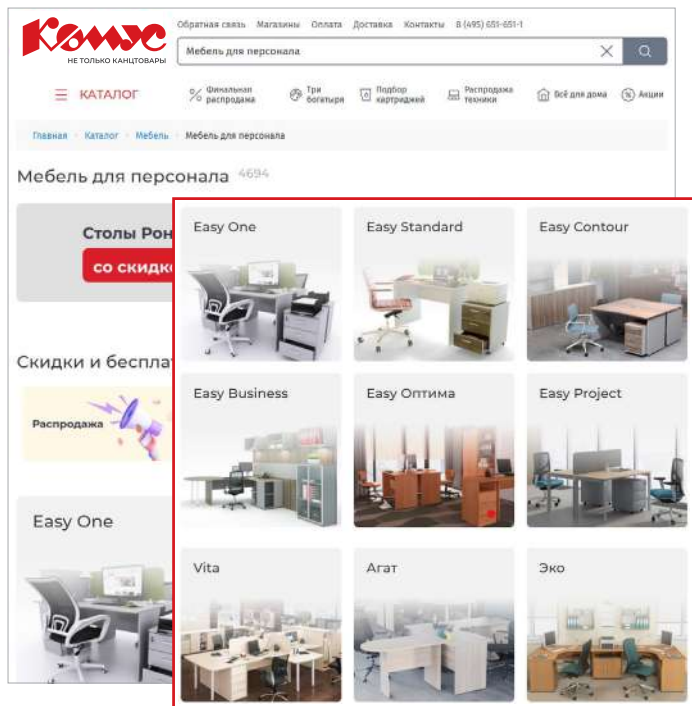 Обратная связь Магазины Оплата Доставка Контакты 8 (495) 651-651-1
Комус
НЕ ТОЛЬКО КАНЦТОВАРЫ
Мебель для персонала
КАТАЛОГ
Финальная распродажа
Три богатыря
Подбор картриджей
Распродажа техники
Всё для дома
Акции
Главная Каталог Мебель Мебель для персонала
Мебель для персонала 4694
Столы Рон
со скидк
Скидки и беспла
Распродажа
Easy One
Easy One
Easy Standard
Easy Contour
Easy Business
Easy Оптима
Easy Project
Vita
Агат
Эко